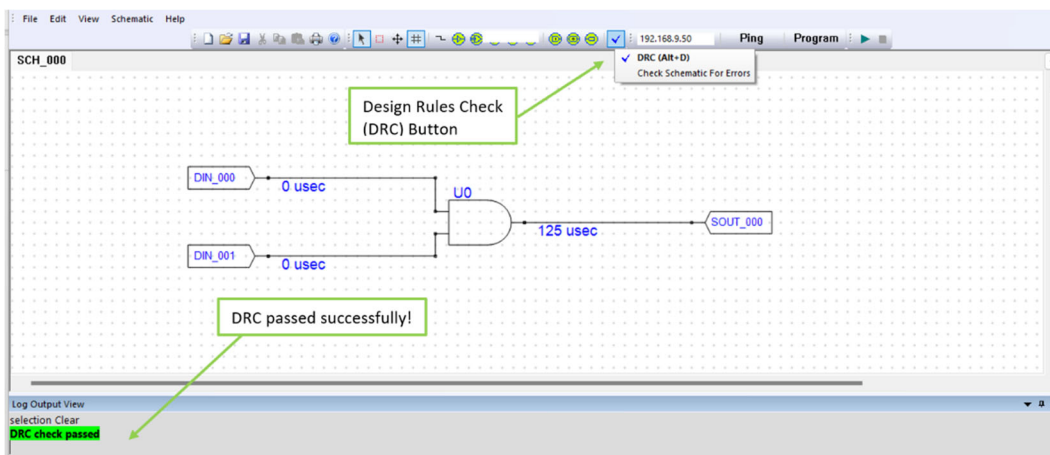 File Edit View Schematic Help
192.168.9.50 Ping Program
SCH_000
DRC (Alt+D)
Check Schematic For Errors
Design Rules Check
(DRC) Button
DIN_000
0 usec
U0
125 usec
SOUT_000
DIN_001
0 usec
DRC passed successfully!
Log Output View
selection Clear
DRC check passed